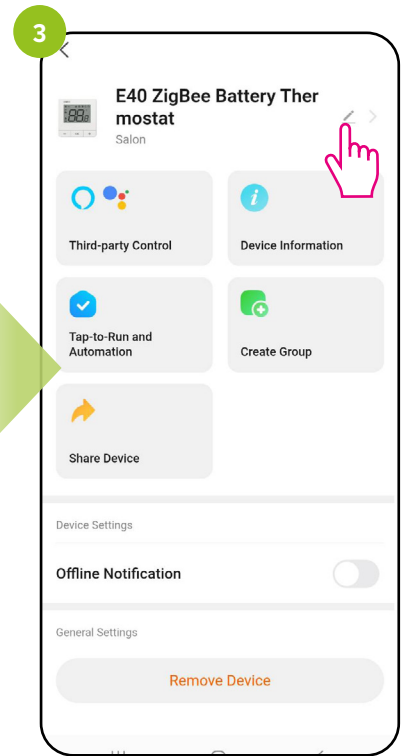 3
E40 ZigBee Battery Ther
mostat
Salon
Third-party Control
Device Information
Tap-to-Run and
Automation
Create Group
Share Device
Device Settings
Offline Notification
General Settings
Remove Device